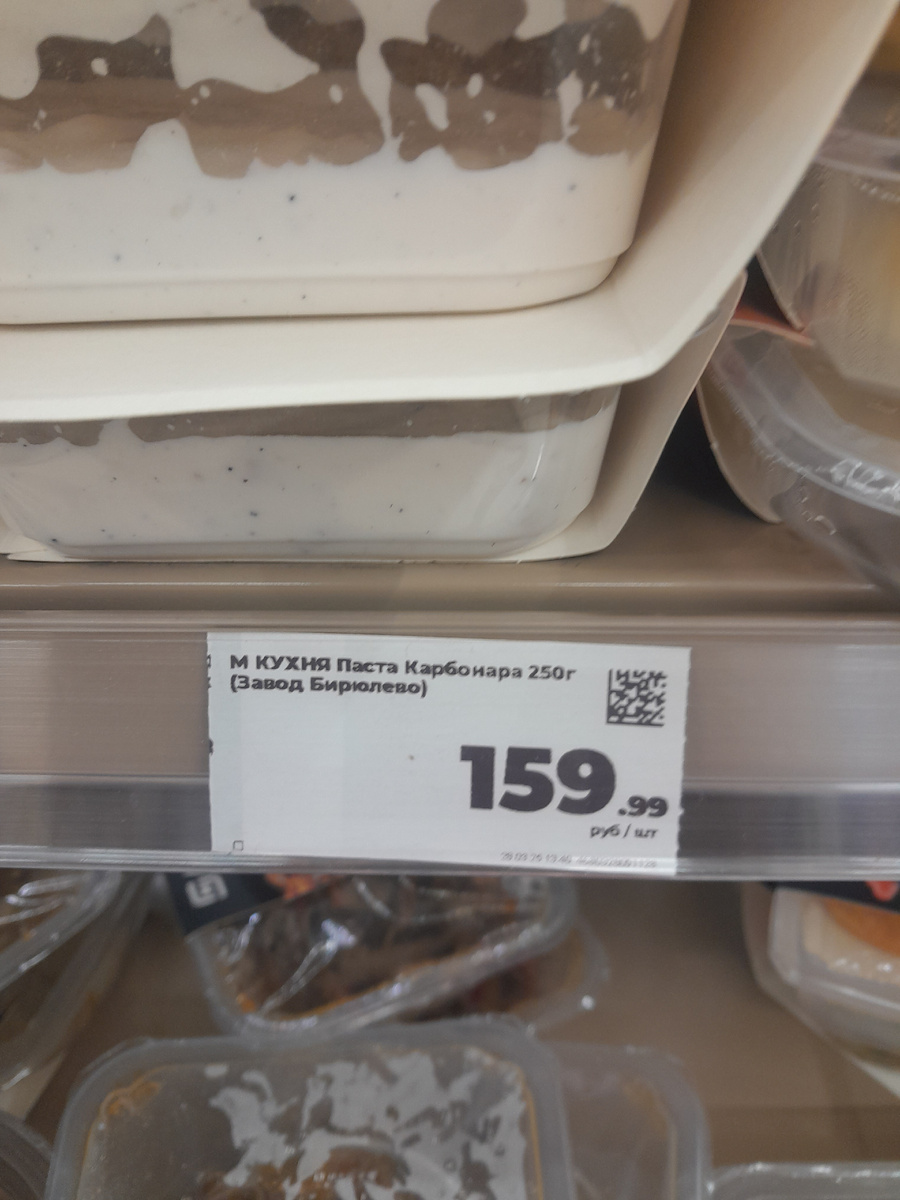 М КУХНЯ Паста Карбонара 250г
(Завод Бирюлево)
159.99
руб / шт